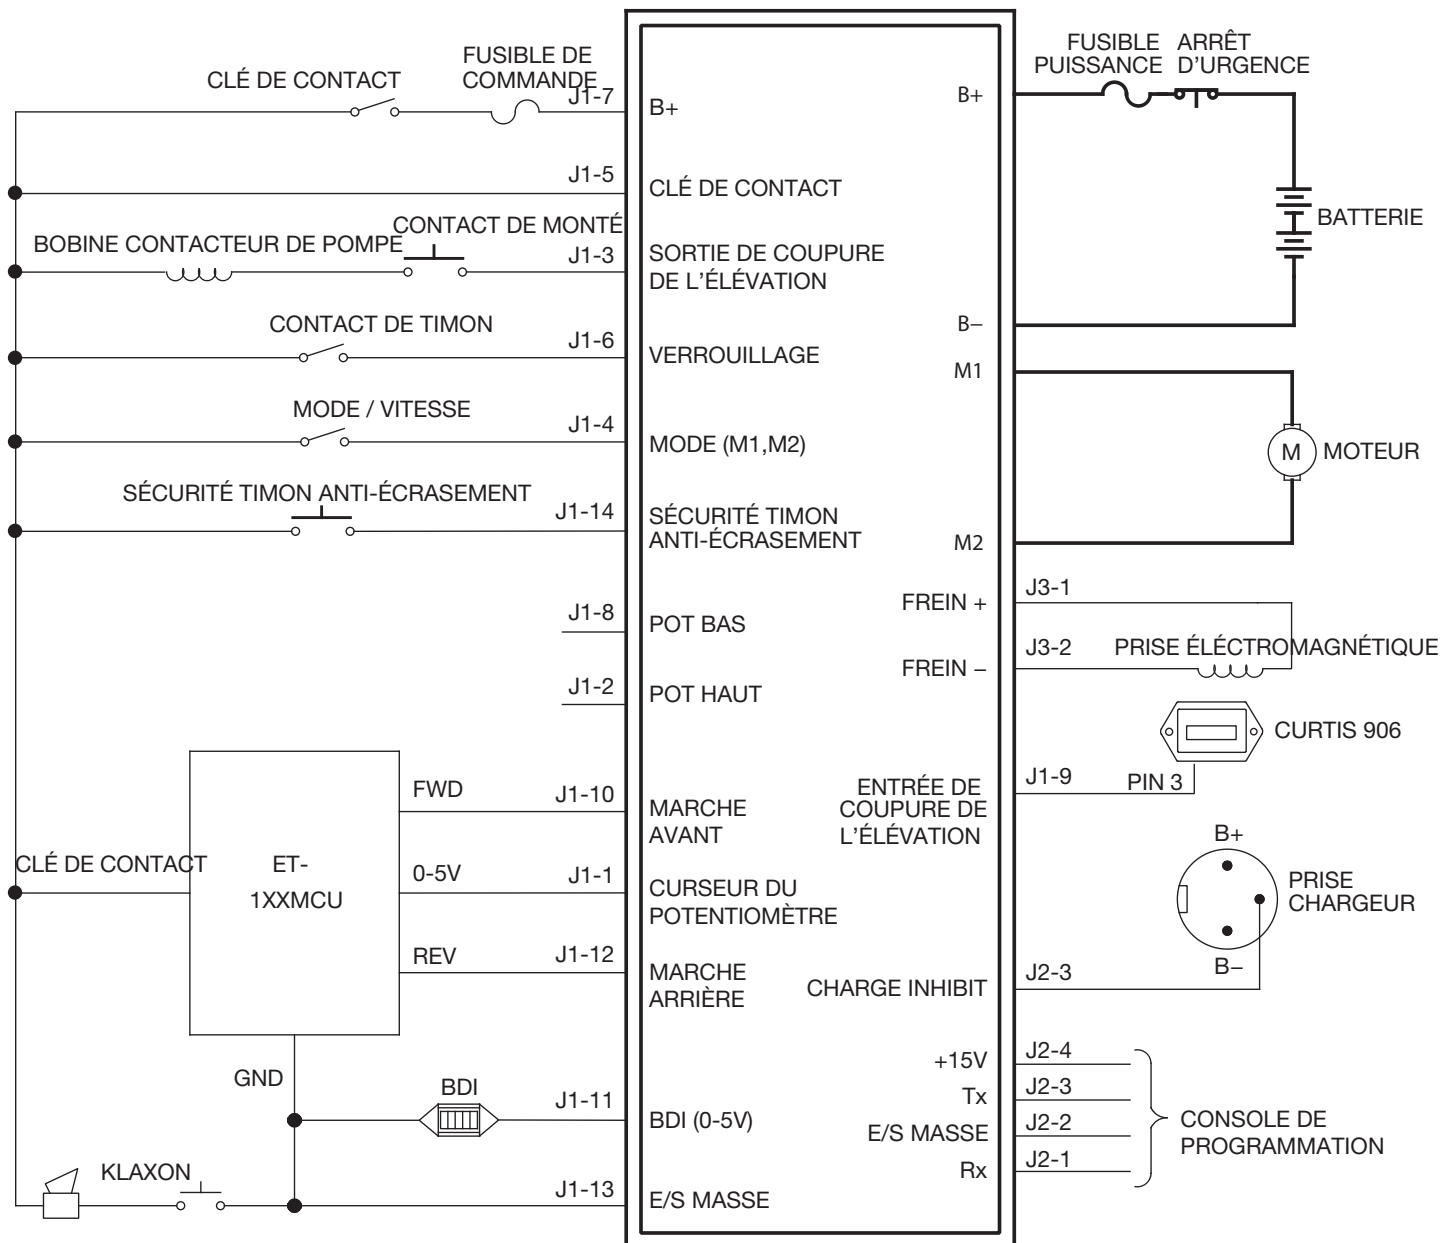 FUSIBLE DE
COMMANDE
CLÉ DE CONTACT
J1-7
B+
B+
FUSIBLE
PUISSANCE
ARRÊT
D'URGENCE
J1-5
CLÉ DE CONTACT
BATTERIE
CONTACT DE MONTÉ
BOBINE CONTACTEUR DE POMPE
J1-3
SORTIE DE COUPURE
DE L'ÉLÉVATION
CONTACT DE TIMON
J1-6
VERROUILLAGE
B–
M1
MODE / VITESSE
J1-4
MODE (M1,M2)
M
MOTEUR
SÉCURITÉ TIMON ANTI-ÉCRASEMENT
J1-14
SÉCURITÉ TIMON
ANTI-ÉCRASEMENT
M2
J1-8
POT BAS
FREIN +
J3-1
FREIN –
J3-2
PRISE ÉLÉCTROMAGNÉTIQUE
J1-2
POT HAUT
CURTIS 906
J1-9
PIN 3
ENTRÉE DE
COUPURE DE
L'ÉLÉVATION
FWD
J1-10
MARCHE
AVANT
CLÉ DE CONTACT
ET-
1XXMCU
0-5V
J1-1
CURSEUR DU
POTENTIOMÈTRE
B+
PRISE
CHARGEUR
B–
REV
J1-12
MARCHE
ARRIÈRE
CHARGE INHIBIT
J2-3
GND
BDI
J1-11
BDI (0-5V)
+15V
J2-4
Tx
J2-3
E/S MASSE
J2-2
Rx
J2-1
CONSOLE DE
PROGRAMMATION
KLAXON
J1-13
E/S MASSE